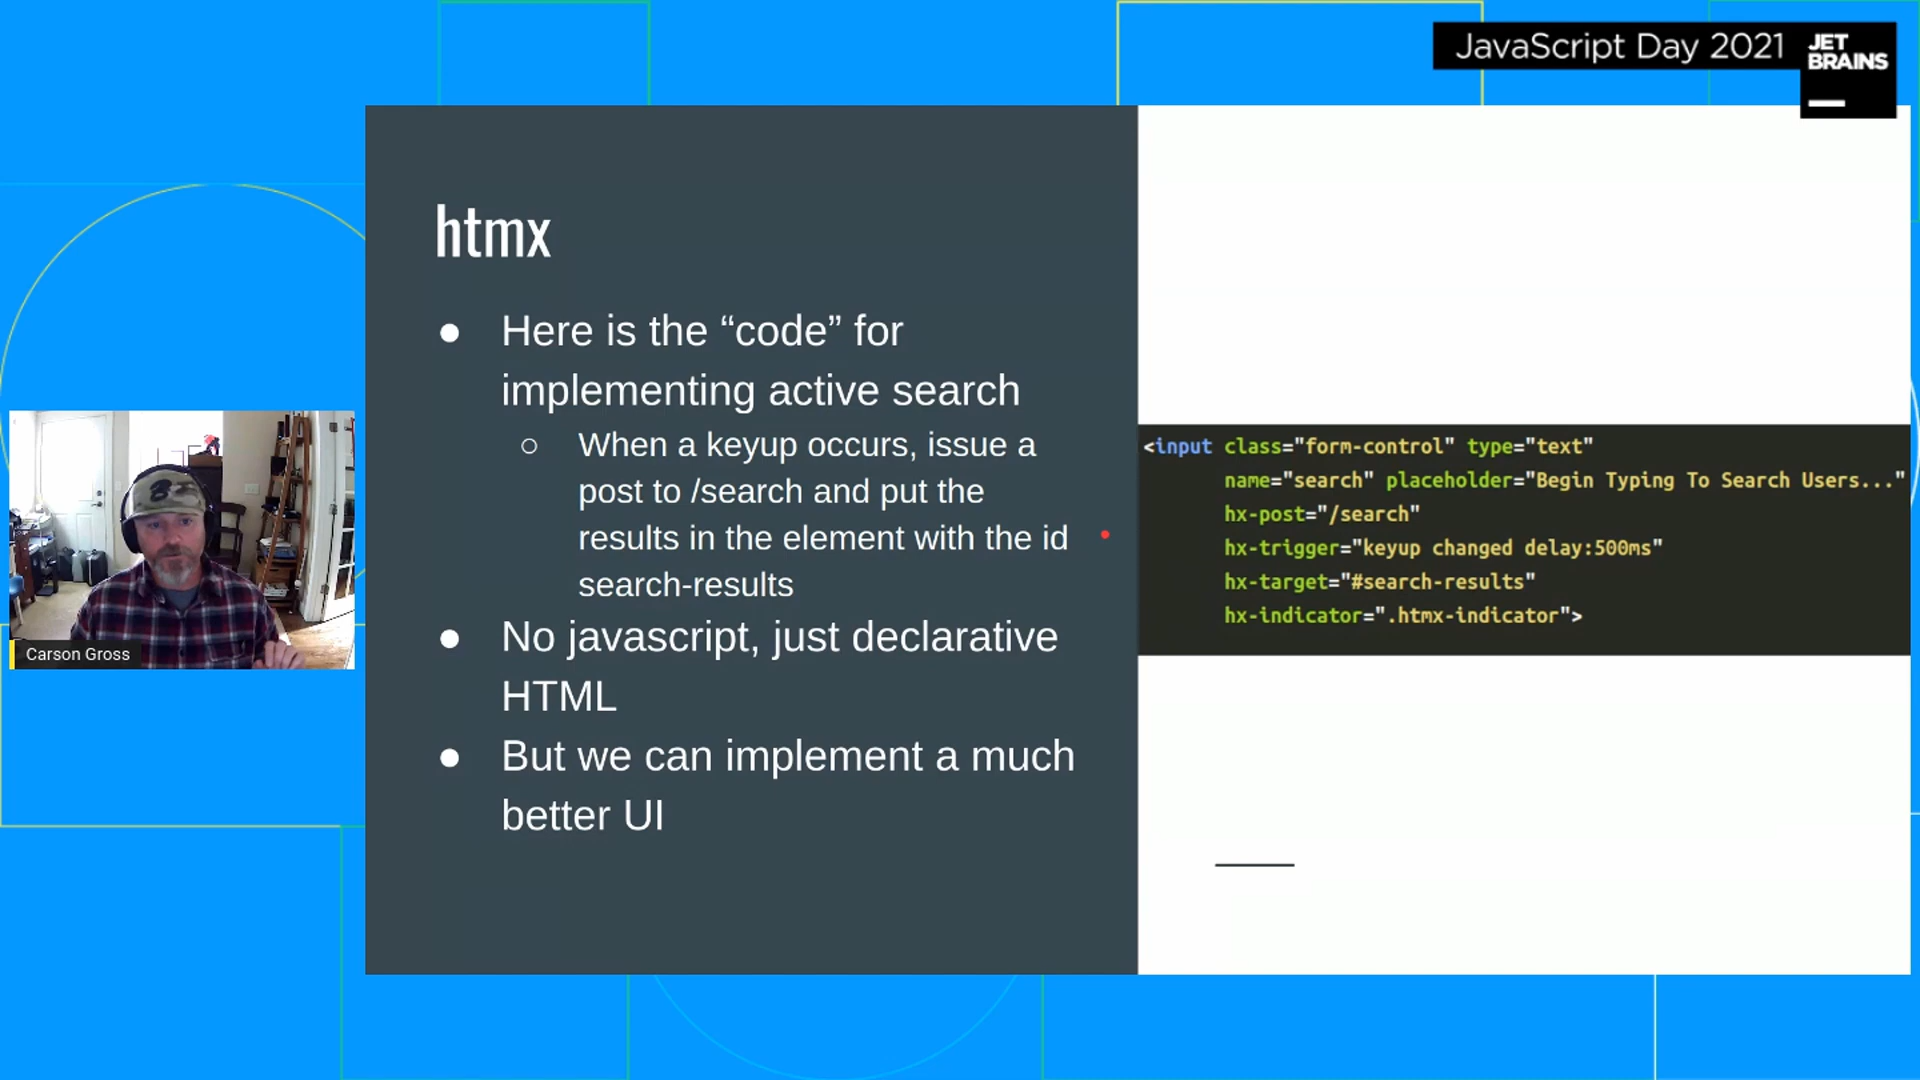 JavaScript Day 2021
JET
BRAINS
htmx
● Here is the “code” for
implementing active search
○ When a keyup occurs, issue a
post to /search and put the
results in the element with the id
search-results
● No javascript, just declarative
HTML
● But we can implement a much
better UI
<input class="form-control" type="text"
name="search" placeholder="Begin Typing To Search Users..."
hx-post="/search"
hx-trigger="keyup changed delay:500ms"
hx-target="#search-results"
hx-indicator=".htmx-indicator">
Carson Gross